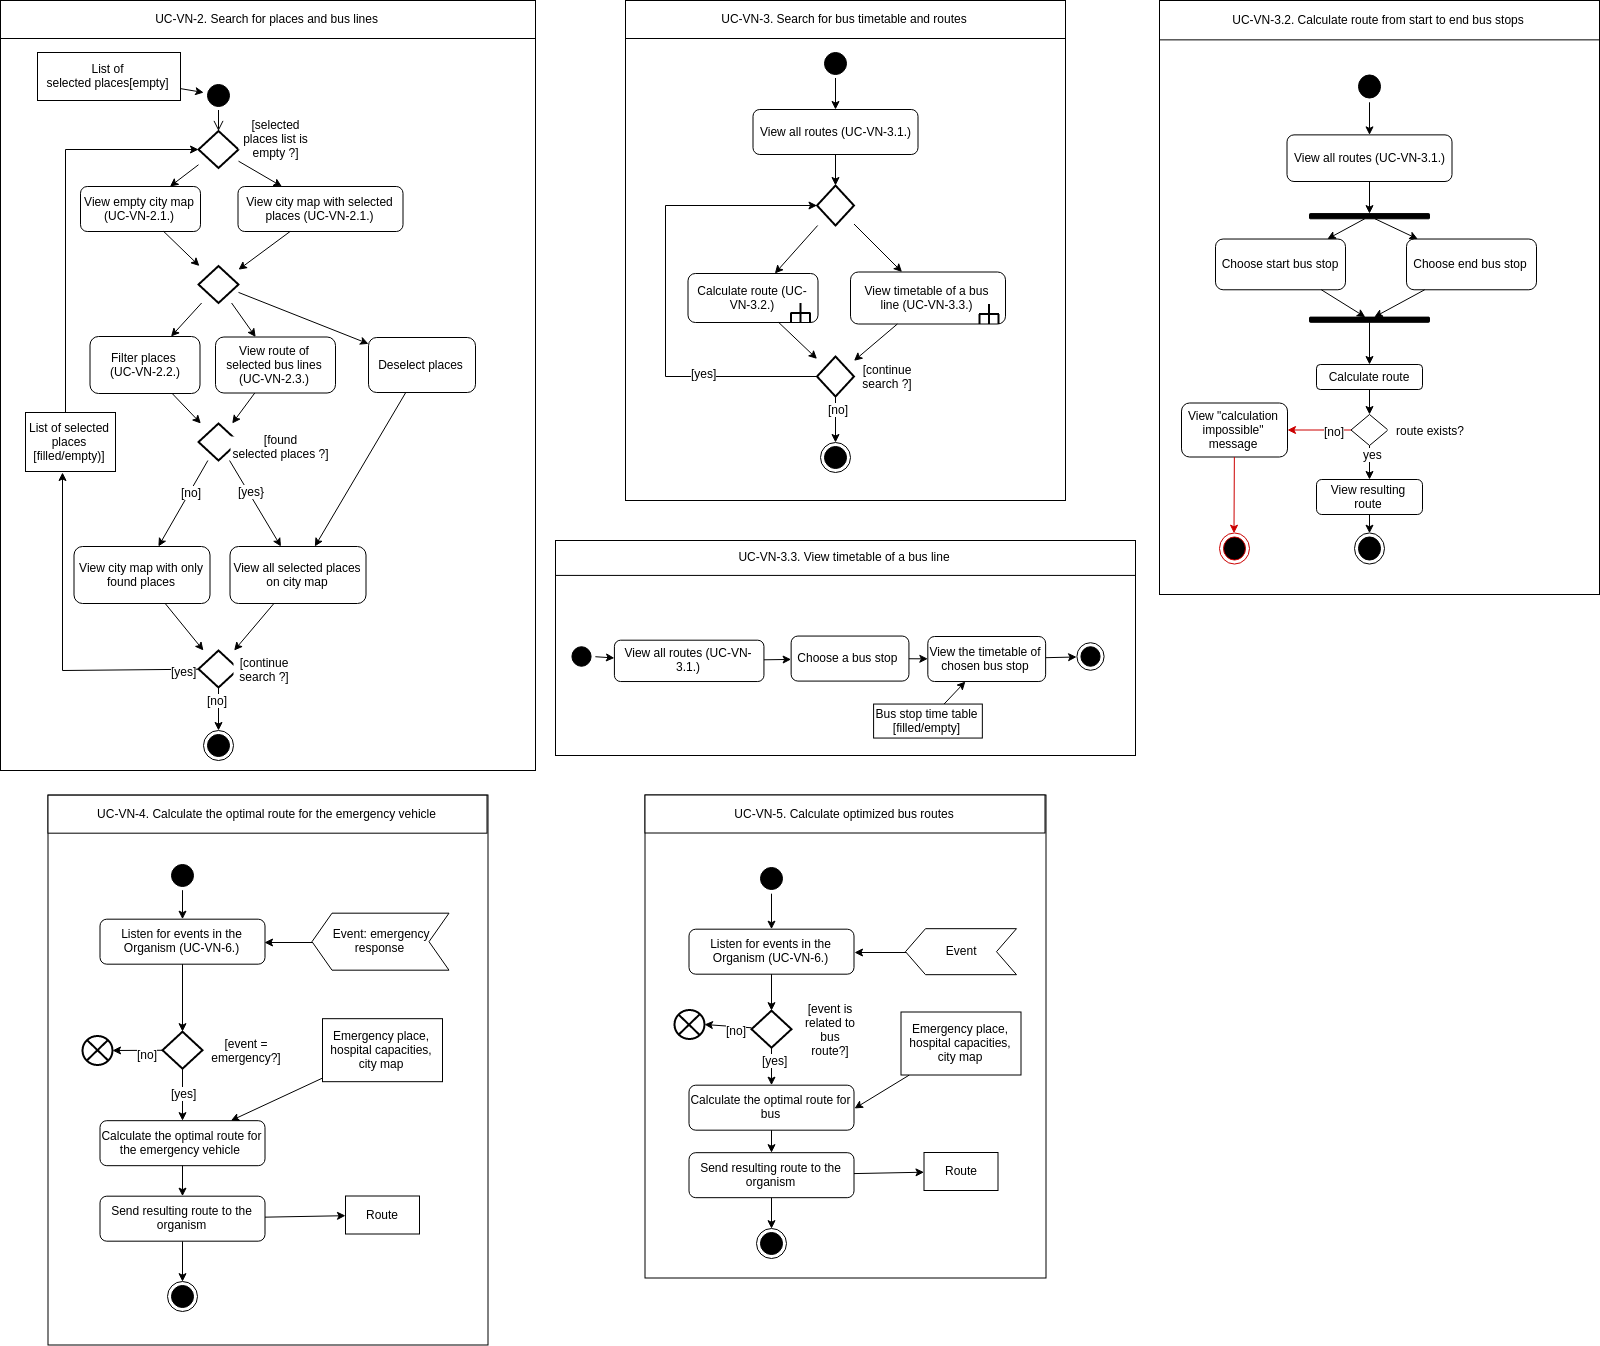 UC-VN-2. Search for places and bus lines
List of
selected places[empty]
[selected
places list is
empty ?]
View empty city map
(UC-VN-2.1.)
View city map with selected
places (UC-VN-2.1.)
Filter places
(UC-VN-2.2.)
View route of
selected bus lines
(UC-VN-2.3.)
Deselect places
List of selected
places
[filled/empty)]
[found
selected places ?]
[no]
[yes}
View city map with only
found places
View all selected places
on city map
[yes]
[continue
search ?]
[no]
UC-VN-3. Search for bus timetable and routes
View all routes (UC-VN-3.1.)
Calculate route (UC-
VN-3.2.)
View timetable of a bus
line (UC-VN-3.3.)
[yes]
[continue
search ?]
[no]
UC-VN-3.2. Calculate route from start to end bus stops
View all routes (UC-VN-3.1.)
Choose start bus stop
Choose end bus stop
Calculate route
View "calculation
impossible"
message
[no]
route exists?
yes
View resulting
route
UC-VN-3.3. View timetable of a bus line
View all routes (UC-VN-
3.1.)
Choose a bus stop
View the timetable of
chosen bus stop
Bus stop time table
[filled/empty]
UC-VN-4. Calculate the optimal route for the emergency vehicle
Listen for events in the
Organism (UC-VN-6.)
Event: emergency
response
[no]
[event =
emergency?]
Emergency place,
hospital capacities,
city map
[yes]
Calculate the optimal route for
the emergency vehicle
Send resulting route to the
organism
Route
UC-VN-5. Calculate optimized bus routes
Listen for events in the
Organism (UC-VN-6.)
Event
[no]
[event is
related to
bus
route?]
Emergency place,
hospital capacities,
city map
[yes]
Calculate the optimal route for
bus
Send resulting route to the
organism
Route